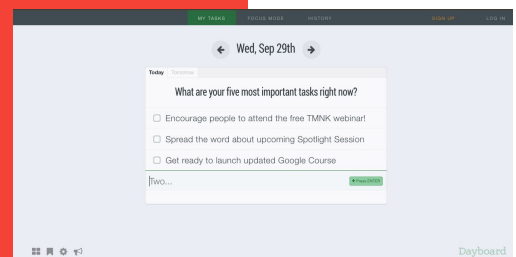 MY TASKS FOCUS MODE HISTORY SIGN UP LOG IN
Wed, Sep 29th
Today Tomorrow
What are your five most important tasks right now?
Encourage people to attend the free TMNK webinar!
Spread the word about upcoming Spotlight Session
Get ready to launch updated Google Course
Two... Press ENTER
Dayboard